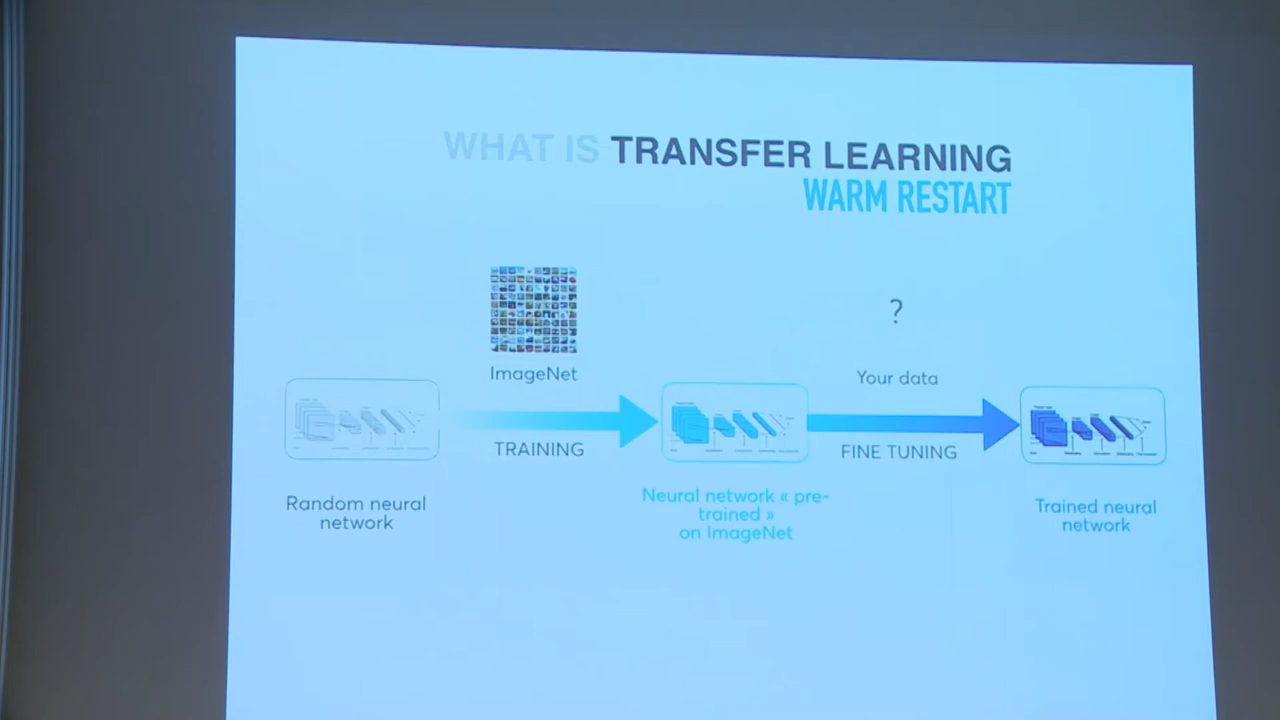 WHAT IS TRANSFER LEARNING
WARM RESTART
?
ImageNet
Your data
TRAINING
FINE TUNING
Random neural
network
Neural network « pre-
trained »
on ImageNet
Trained neural
network